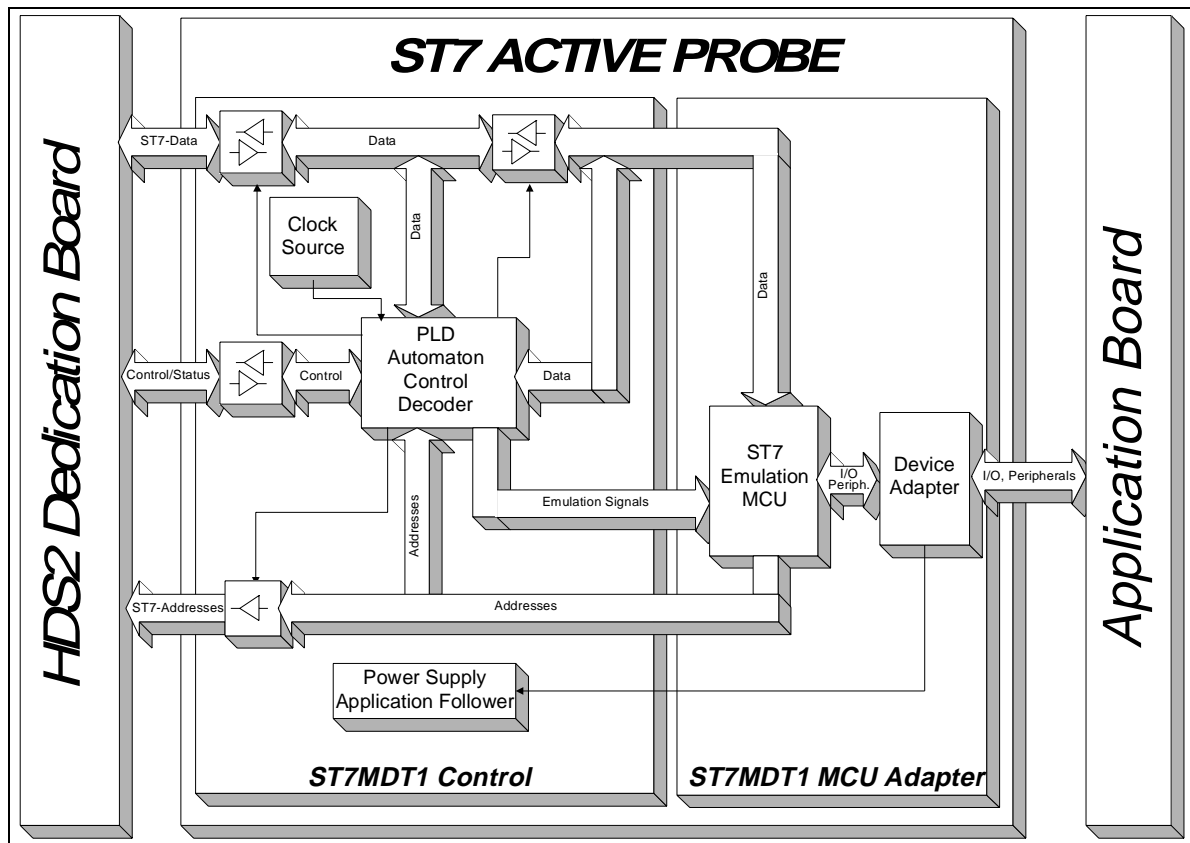 ST7 ACTIVE PROBE
HDS2 Dedication Board
Application Board
ST7-Data
Data
Clock
Source
Data
Data
PLD
Automaton
Control
Decoder
Control/Status
Control
Data
ST7
Emulation
MCU
I/O
Periph.
Device
Adapter
I/O, Peripherals
Emulation Signals
Addresses
ST7-Addresses
Addresses
Power Supply
Application Follower
ST7MDT1 Control
ST7MDT1 MCU Adapter